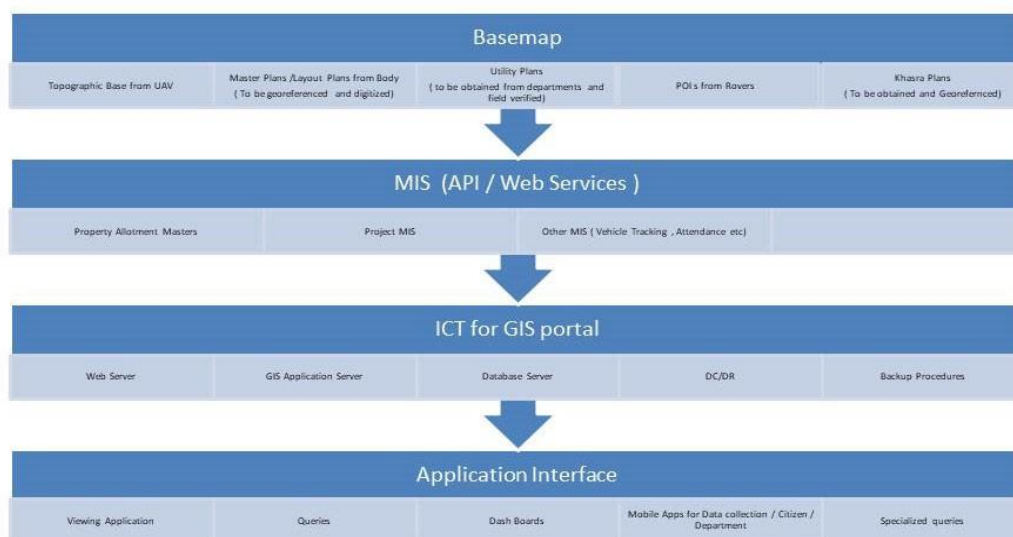 Basemap
Topographic Base from UAV
Master Plans /Layout Plans from Body
( To be georeferenced and digitized)
Utility Plans
( to be obtained from departments and
field verified)
POIs from Rovers
Khasra Plans
( To be obtained and Georefernced)
MIS (API / Web Services )
Property Allotment Masters
Project MIS
Other MIS ( Vehicle Tracking , Attendance etc)
ICT for GIS portal
Web Server
GIS Application Server
Database Server
DC/DR
Backup Procedures
Application Interface
Viewing Application
Queries
Dash Boards
Mobile Apps for Data collection / Citizen /
Department
Specialized queries